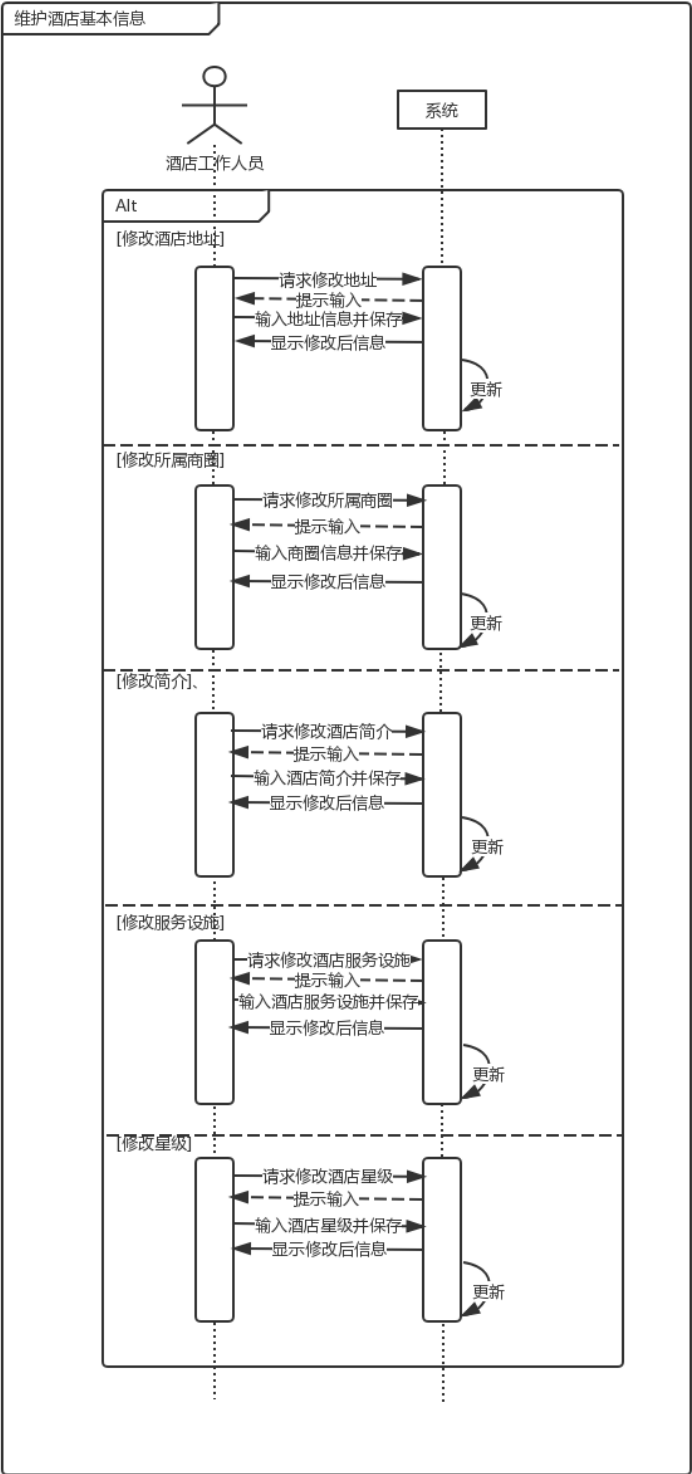 维护酒店基本信息
系统
酒店工作人员
Alt
[修改酒店地址]
请求修改地址
提示输入
输入地址信息并保存
显示修改后信息
更新
[修改所属商圈]
请求修改所属商圈
提示输入
输入商圈信息并保存
显示修改后信息
更新
[修改简介]、
请求修改酒店简介
提示输入
输入酒店简介并保存
显示修改后信息
更新
[修改服务设施]
请求修改酒店服务设施
提示输入
输入酒店服务设施并保存
显示修改后信息
更新
[修改星级]
请求修改酒店星级
提示输入
输入酒店星级并保存
显示修改后信息
更新